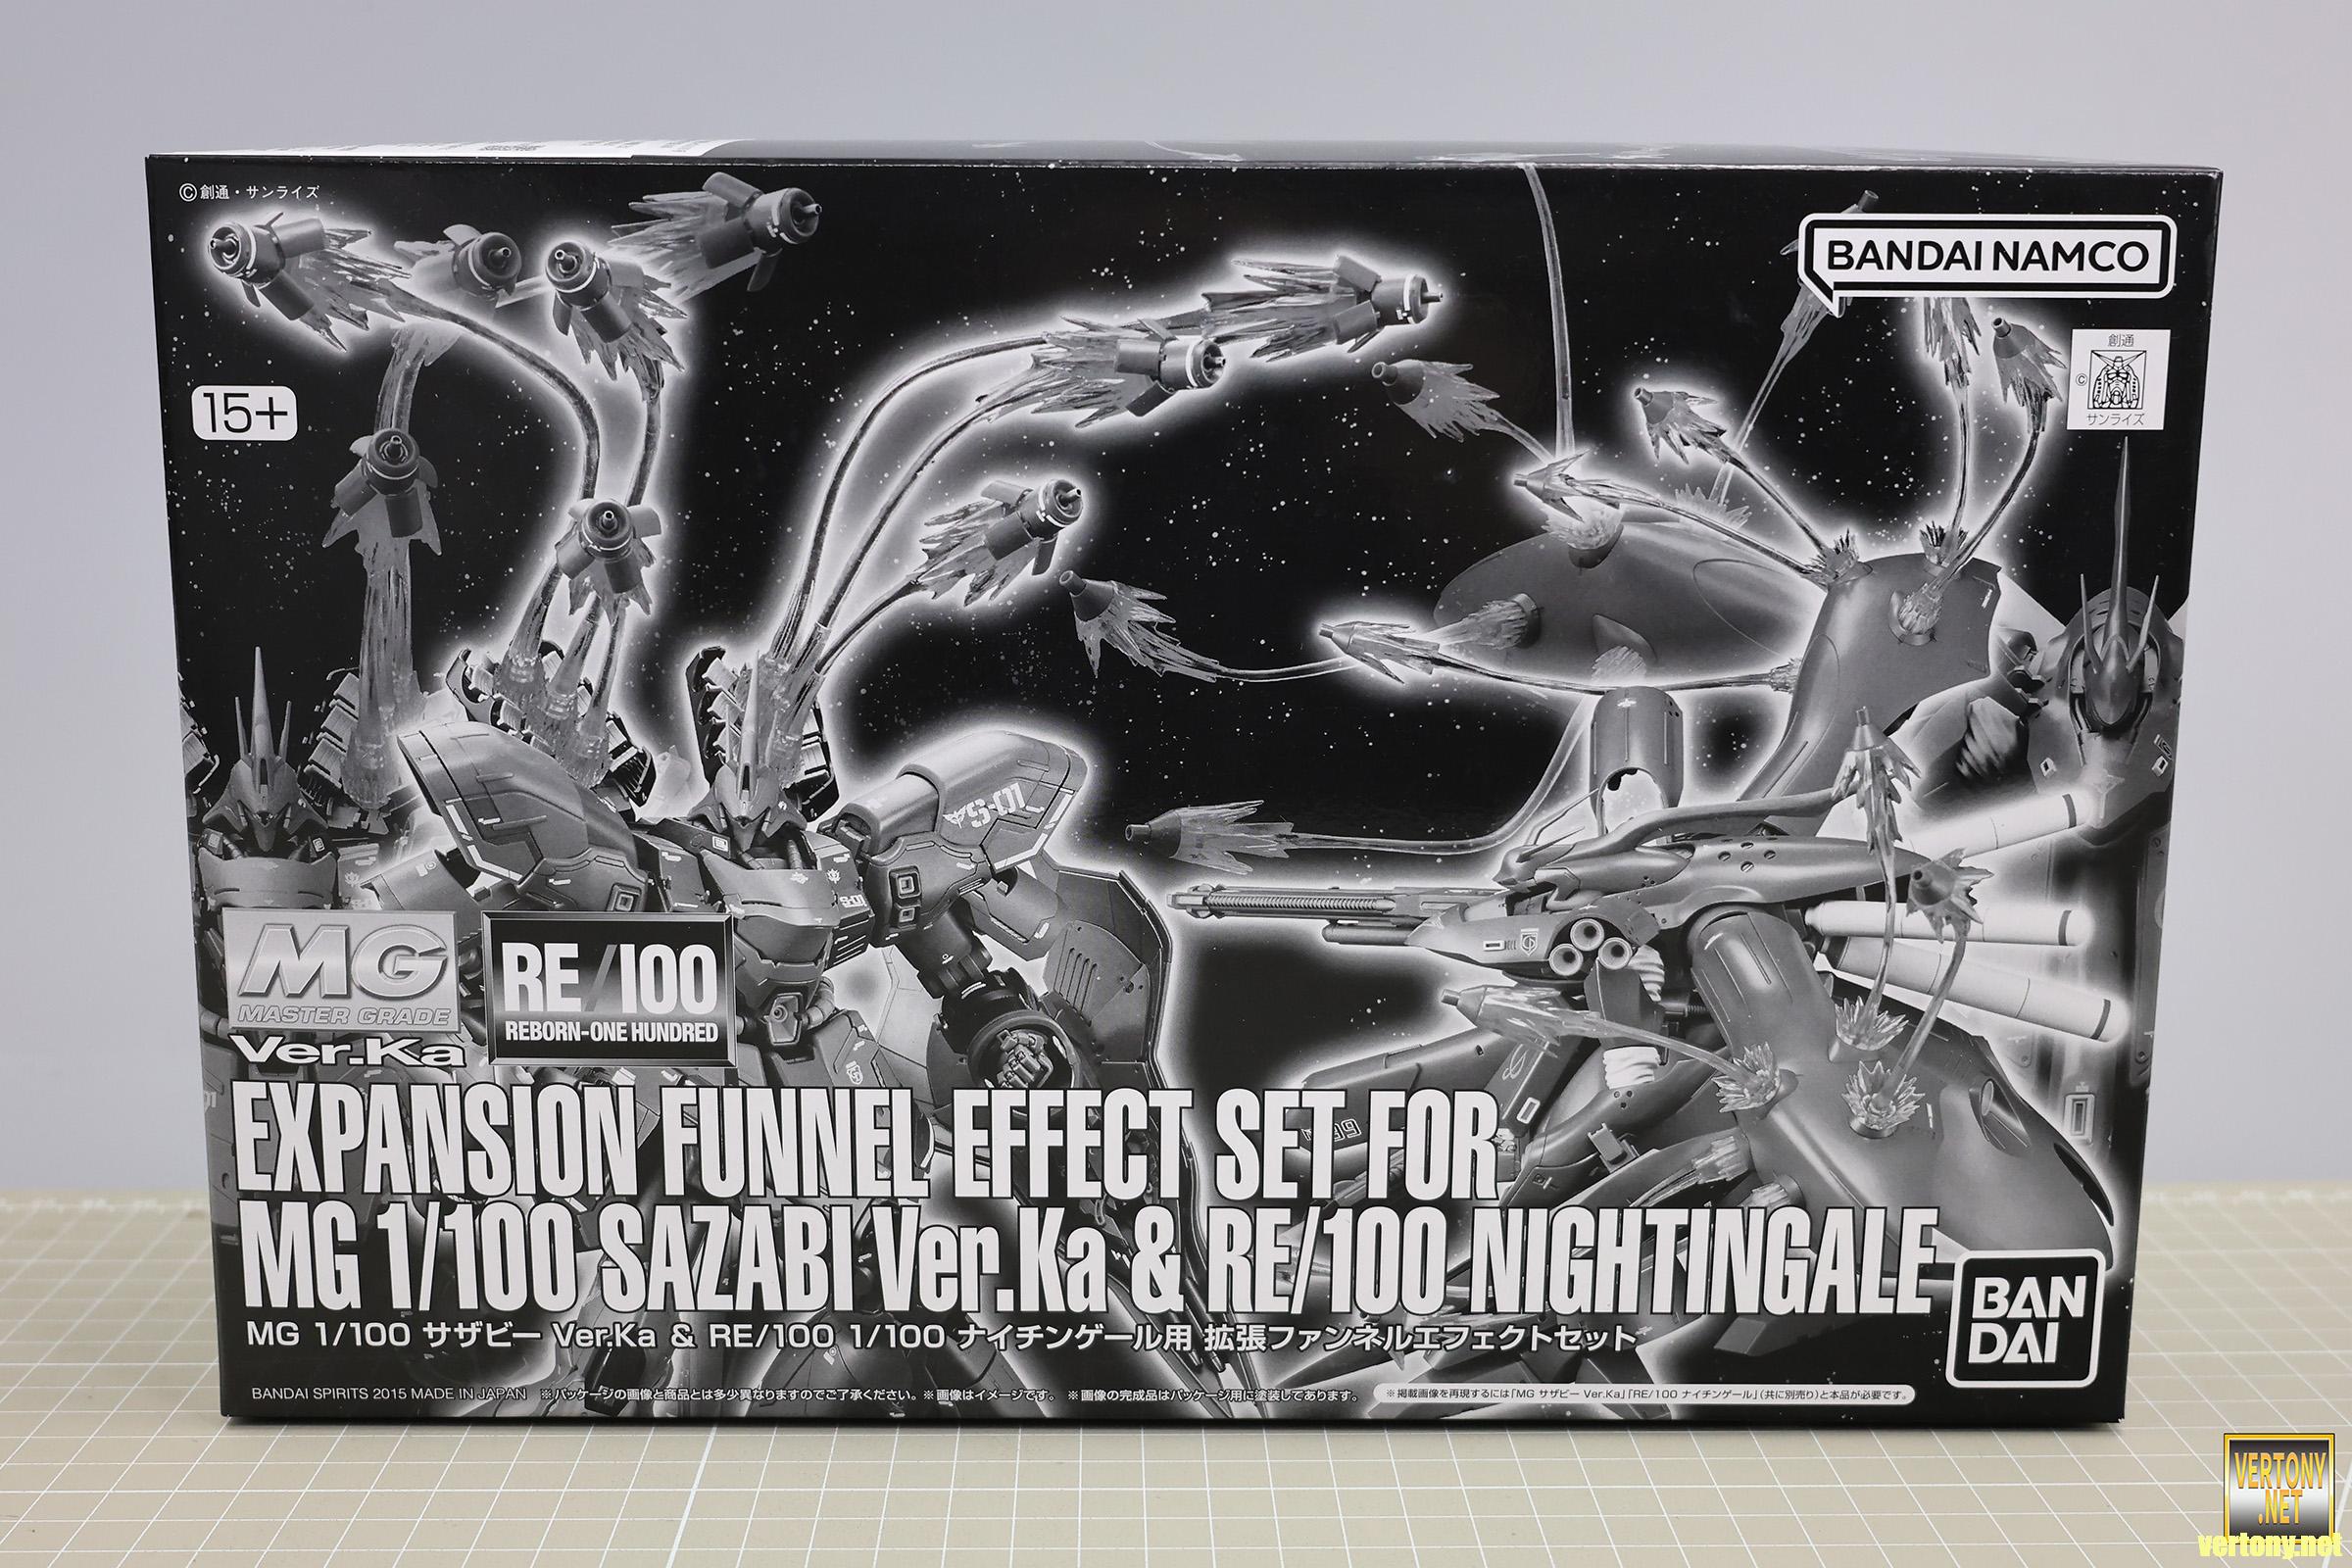 ©創通・サンライズ
BANDAI NAMCO
創通
©
サンライズ
15+
S-01
S-01
MG
MASTER GRADE
Ver.Ka
RE/100
REBORN-ONE HUNDRED
EXPANSION FUNNEL EFFECT SET FOR
MG 1/100 SAZABI Ver.Ka & RE/100 NIGHTINGALE
MG 1/100 サザビー Ver.Ka & RE/100 1/100 ナイチンゲール用 拡張ファンネルエフェクトセット
BAN
DAI
BANDAI SPIRITS 2015 MADE IN JAPAN ※パッケージの画像と商品とは多少異なりますのでご了承ください。※画像はイメージです。 ※画像の完成品はパッケージ用に塗装してあります。
※掲載画像を再現するには「MG サザビー Ver.Ka」「RE/100 ナイチンゲール」(共に別売り)と本品が必要です。
VERTONY
.NET
vertony.net